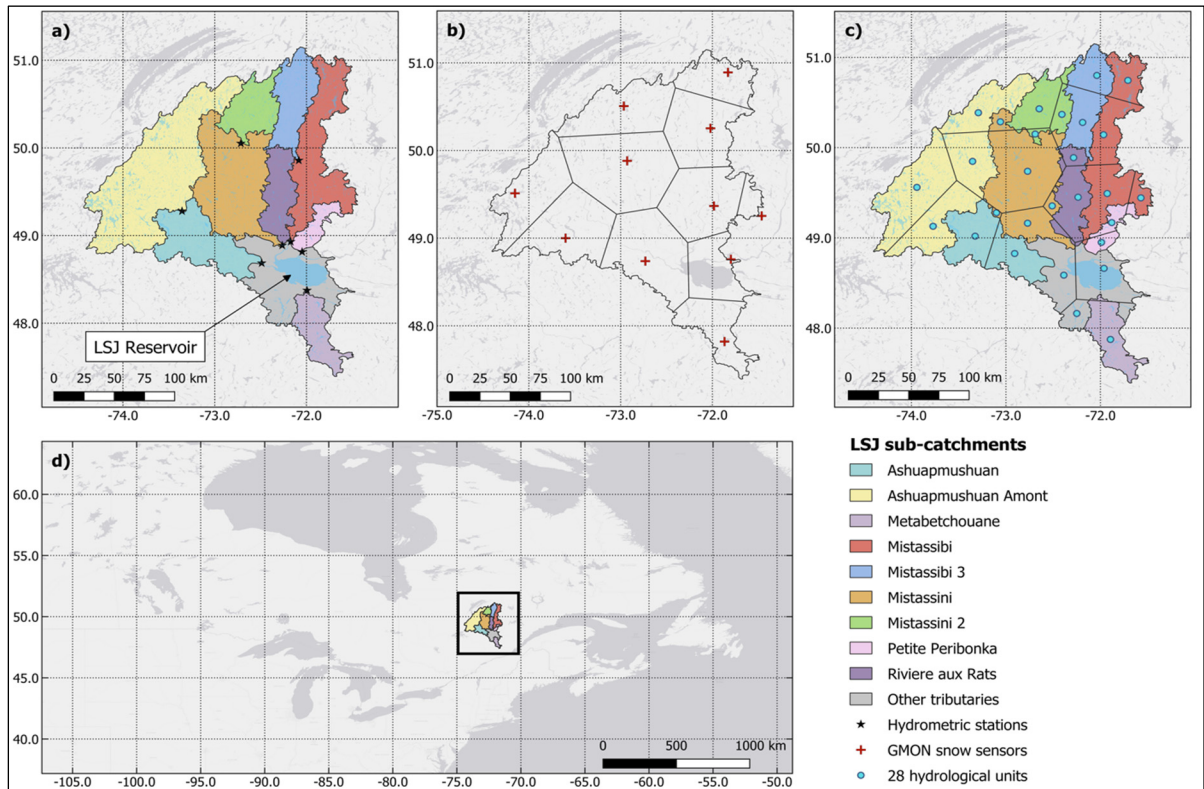 a)
51.0
50.0
49.0
48.0
LSJ Reservoir
0 25 50 75 100 km
-74.0 -73.0 -72.0
b)
51.0
50.0
49.0
48.0
0 25 50 75 100 km
-75.0 -74.0 -73.0 -72.0
c)
51.0
50.0
49.0
48.0
0 25 50 75 100 km
-74.0 -73.0 -72.0
d)
60.0
55.0
50.0
45.0
40.0
0 500 1000 km
-105.0 -100.0 -95.0 -90.0 -85.0 -80.0 -75.0 -70.0 -65.0 -60.0 -55.0 -50.0
LSJ sub-catchments
Ashuapmushuan
Ashuapmushuan Amont
Metabetchouane
Mistassibi
Mistassibi 3
Mistassini
Mistassini 2
Petite Peribonka
Riviere aux Rats
Other tributaries
Hydrometric stations
GMON snow sensors
28 hydrological units